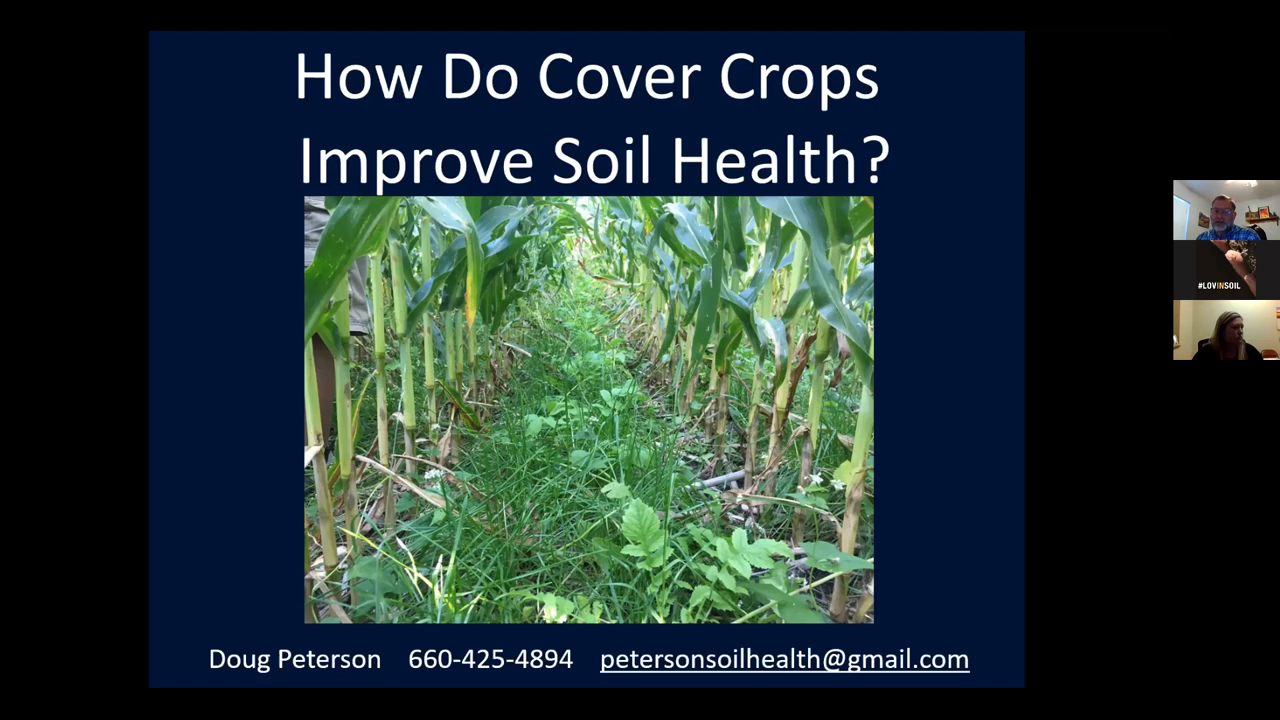 How Do Cover Crops
Improve Soil Health?
#LOVINSOIL
Doug Peterson 660-425-4894 petersonsoilhealth@gmail.com